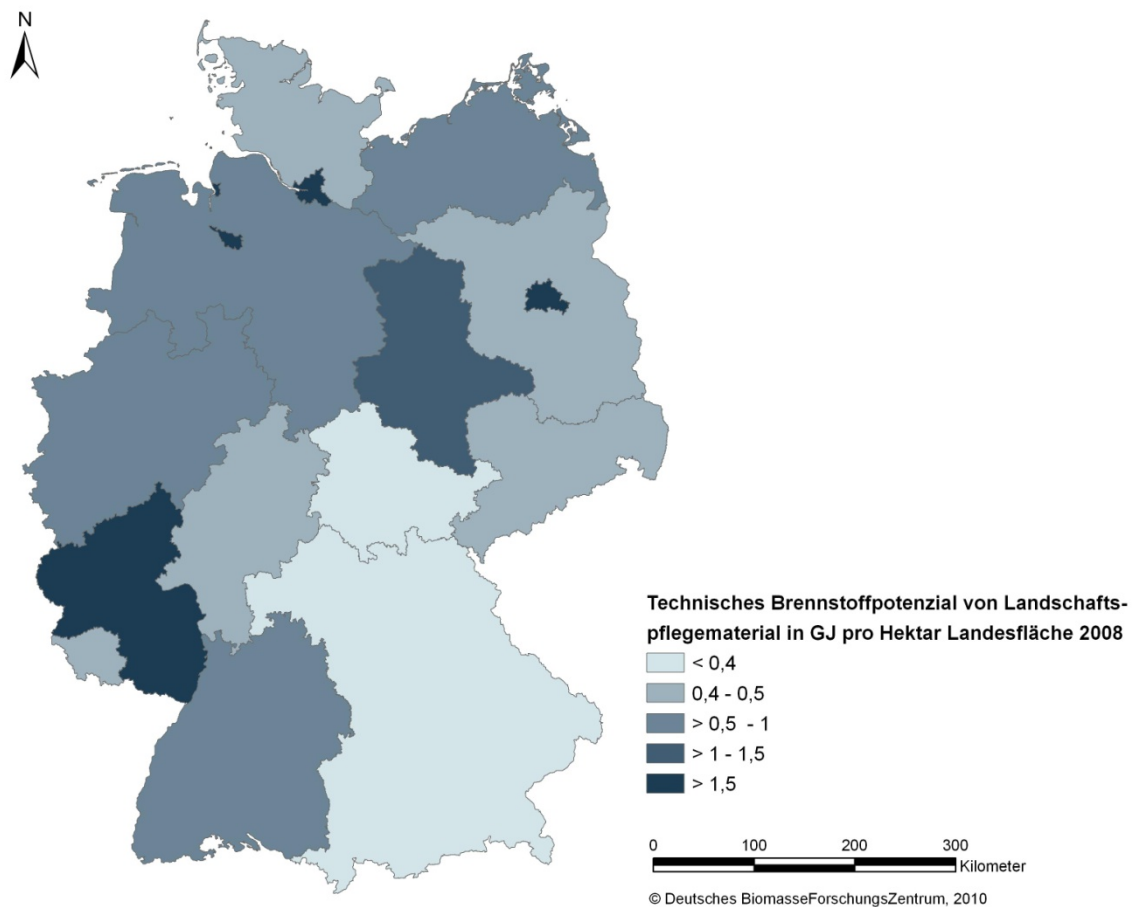 N
Technisches Brennstoffpotenzial von Landschafts-
pflegematerial in GJ pro Hektar Landesfläche 2008
< 0,4
0,4 - 0,5
> 0,5 - 1
> 1 - 1,5
> 1,5
0 100 200 300
Kilometer
© Deutsches BiomasseForschungsZentrum, 2010